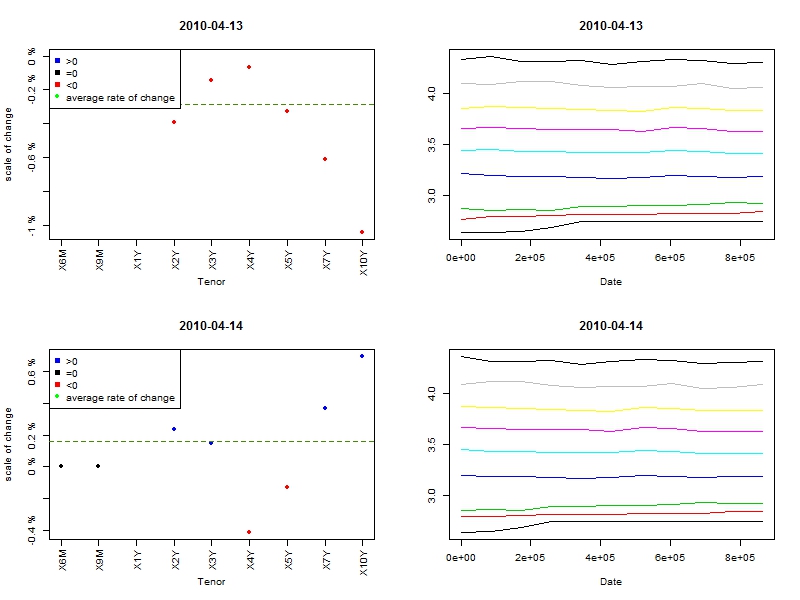 2010-04-13
scale of change
0 %
-0.2 %
-0.6 %
-1 %
>0
=0
<0
average rate of change
X6M X9M X1Y X2Y X3Y X4Y X5Y X7Y X10Y
Tenor
2010-04-13
4.0
3.5
3.0
0e+00 2e+05 4e+05 6e+05 8e+05
Date
2010-04-14
scale of change
0.6 %
0.2 %
0 %
-0.4 %
>0
=0
<0
average rate of change
X6M X9M X1Y X2Y X3Y X4Y X5Y X7Y X10Y
Tenor
2010-04-14
4.0
3.5
3.0
0e+00 2e+05 4e+05 6e+05 8e+05
Date